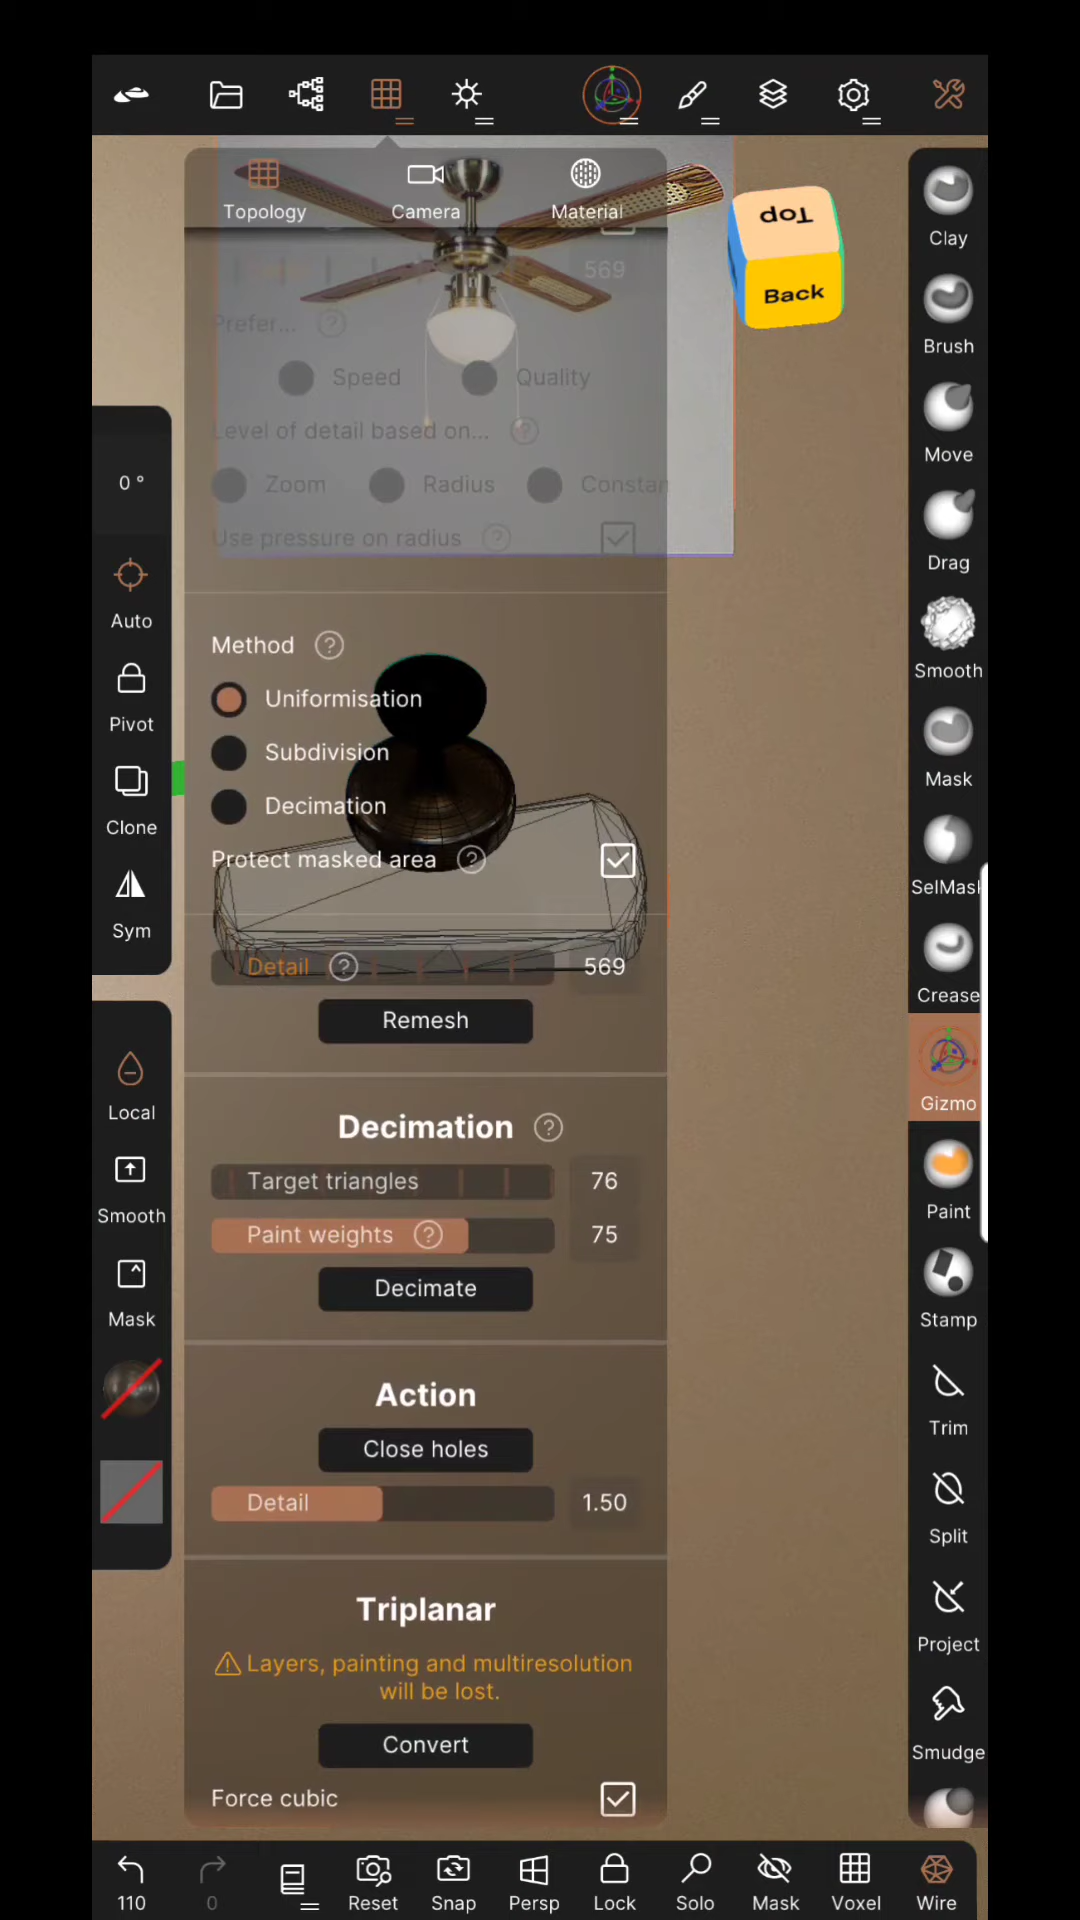 Topology
Camera
Material
569
Prefer...
Speed
Quality
Level of detail based on...
Zoom
Radius
Constan
Use pressure on radius
Method
Uniformisation
Subdivision
Decimation
Protect masked area
Detail
569
Remesh
Decimation
Target triangles
76
Paint weights
75
Decimate
Action
Close holes
Detail
1.50
Triplanar
Layers, painting and multiresolution
will be lost.
Convert
Force cubic
Top
Back
0 °
Auto
Pivot
Clone
Sym
Local
Smooth
Mask
Clay
Brush
Move
Drag
Smooth
Mask
SelMask
Crease
Gizmo
Paint
Stamp
Trim
Split
Project
Smudge
110
0
Reset
Snap
Persp
Lock
Solo
Mask
Voxel
Wire